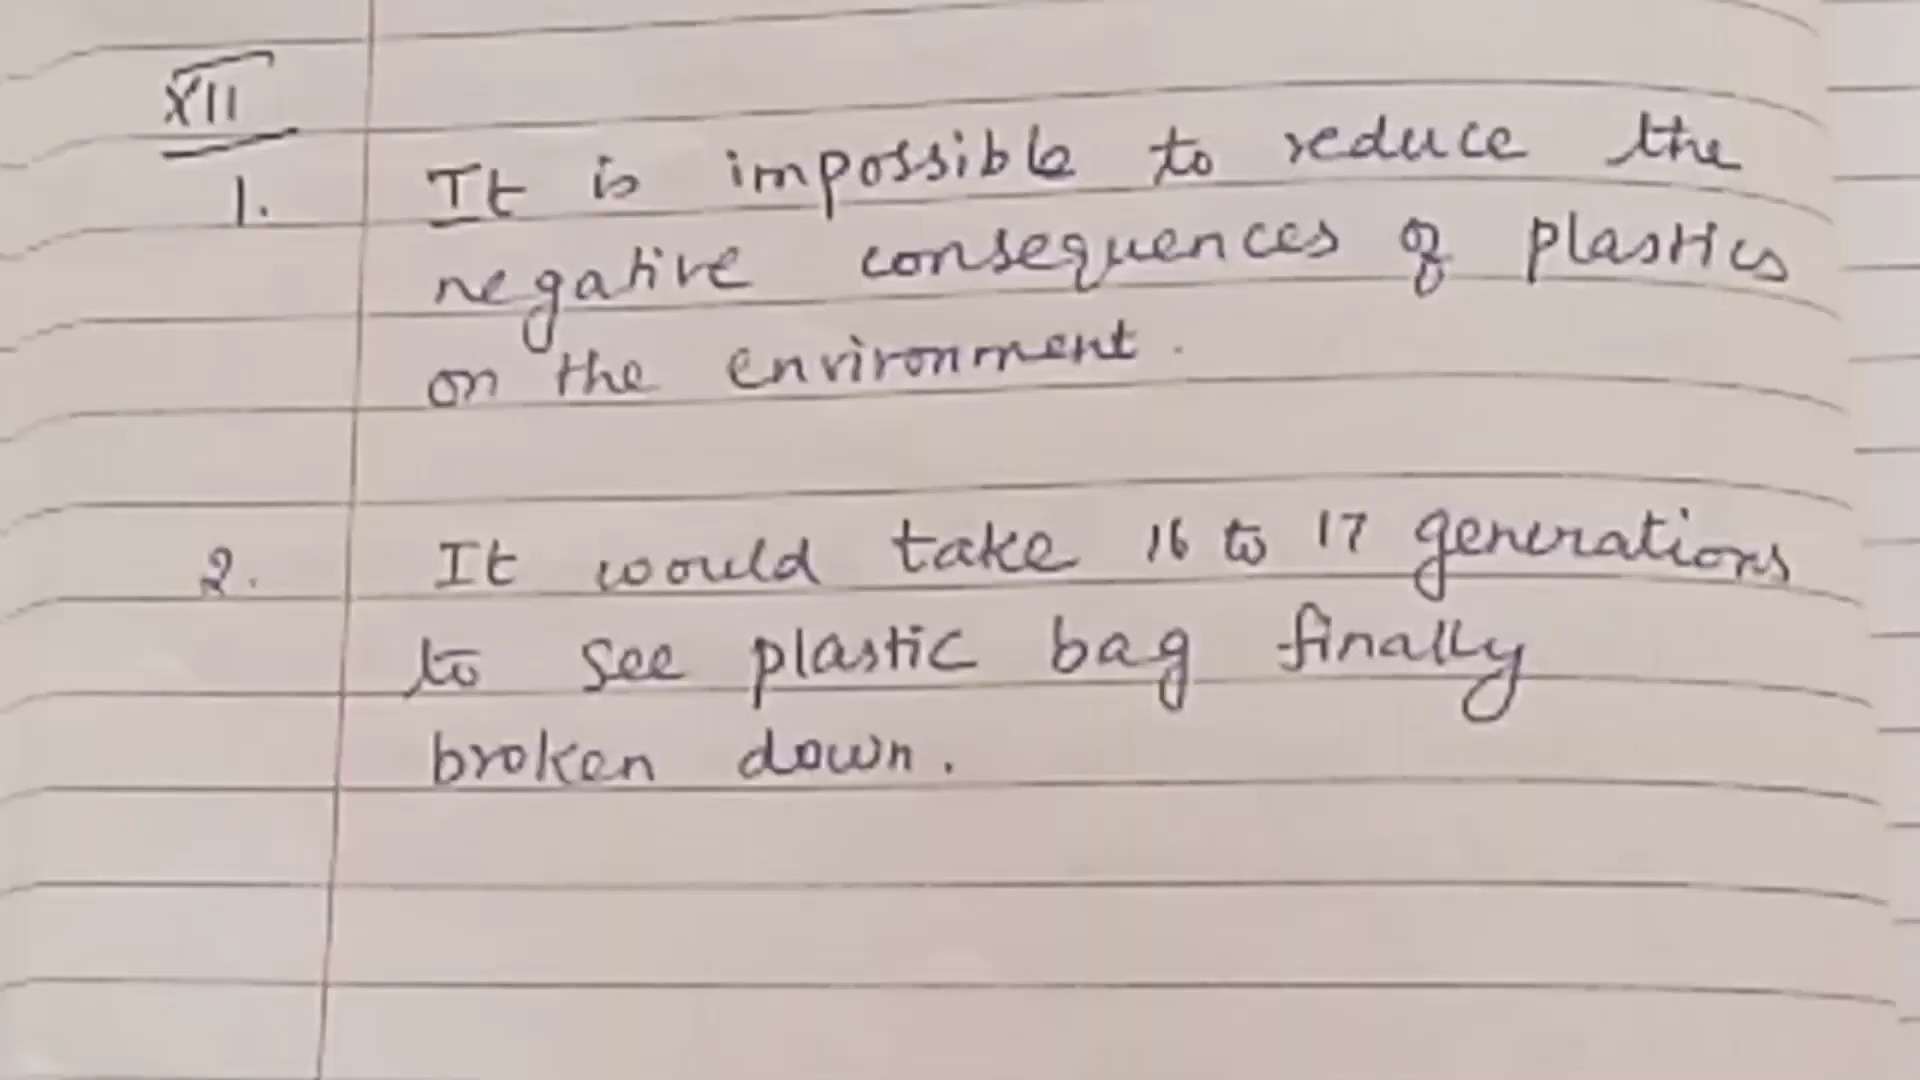 XII
1. It is impossible to reduce the
negative consequences of plastics
on the environment.
2. It would take 16 to 17 generations
to see plastic bag finally
broken down.